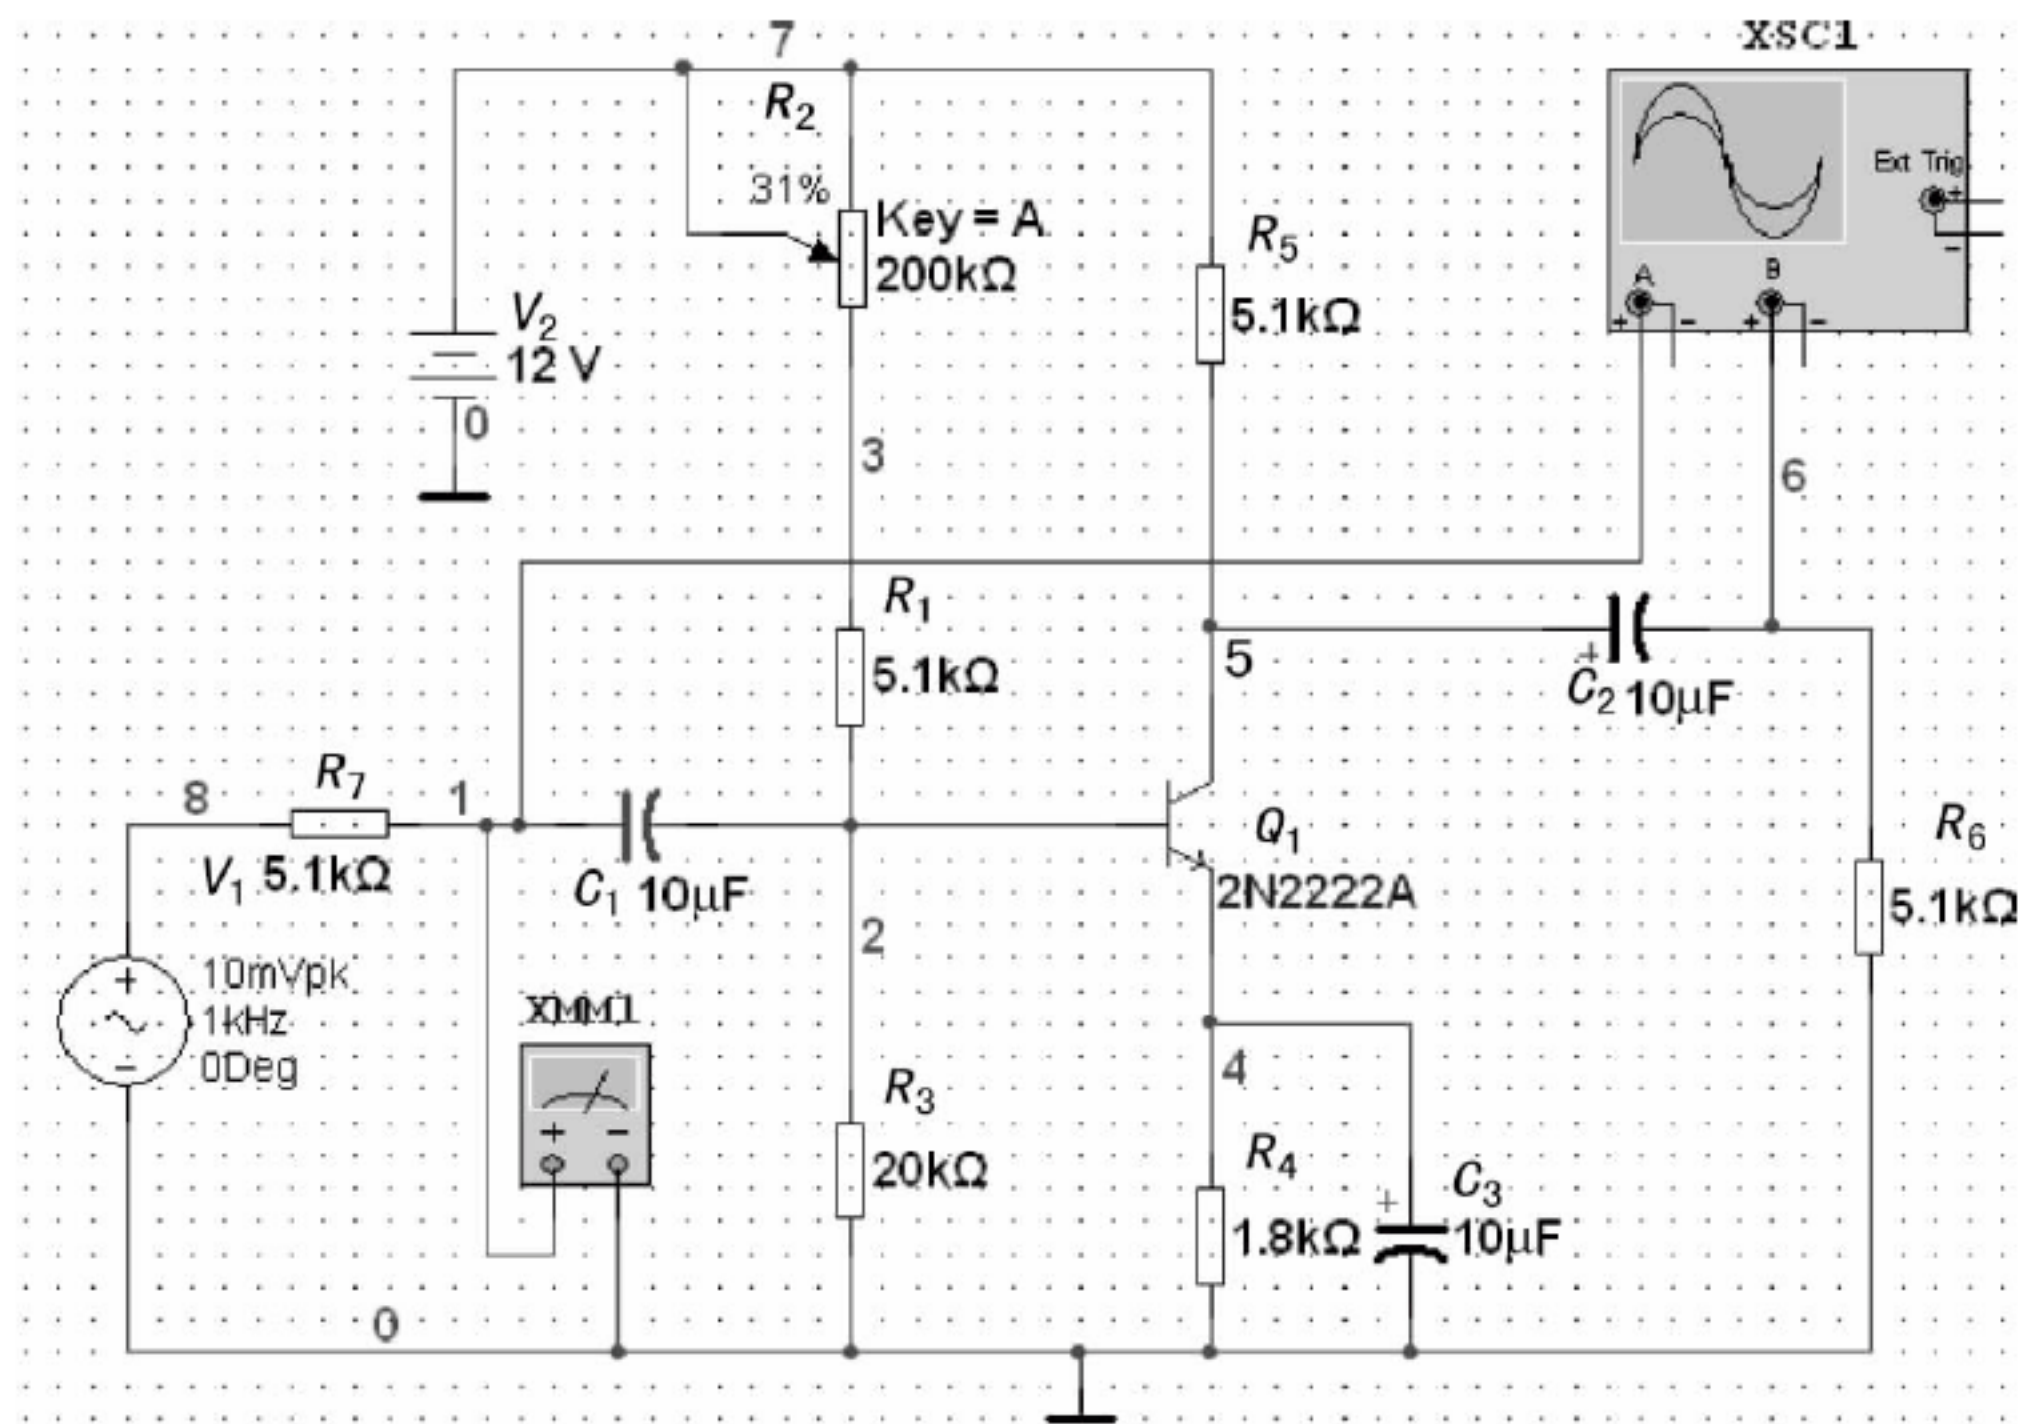 XSC1
7
R2
31%
Key = A
200kΩ
Ext Trig
+
−
A
B
+ − + −
R5
5.1kΩ
V2
12 V
0
3
6
R1
5.1kΩ
5
+
C2 10μF
8
R7
1
V1 5.1kΩ
C1 10μF
Q1
2N2222A
R6
5.1kΩ
2
+
10mVpk
1kHz
0Deg
−
XMM1
+ −
4
R3
20kΩ
R4
1.8kΩ
+
C3
10μF
0